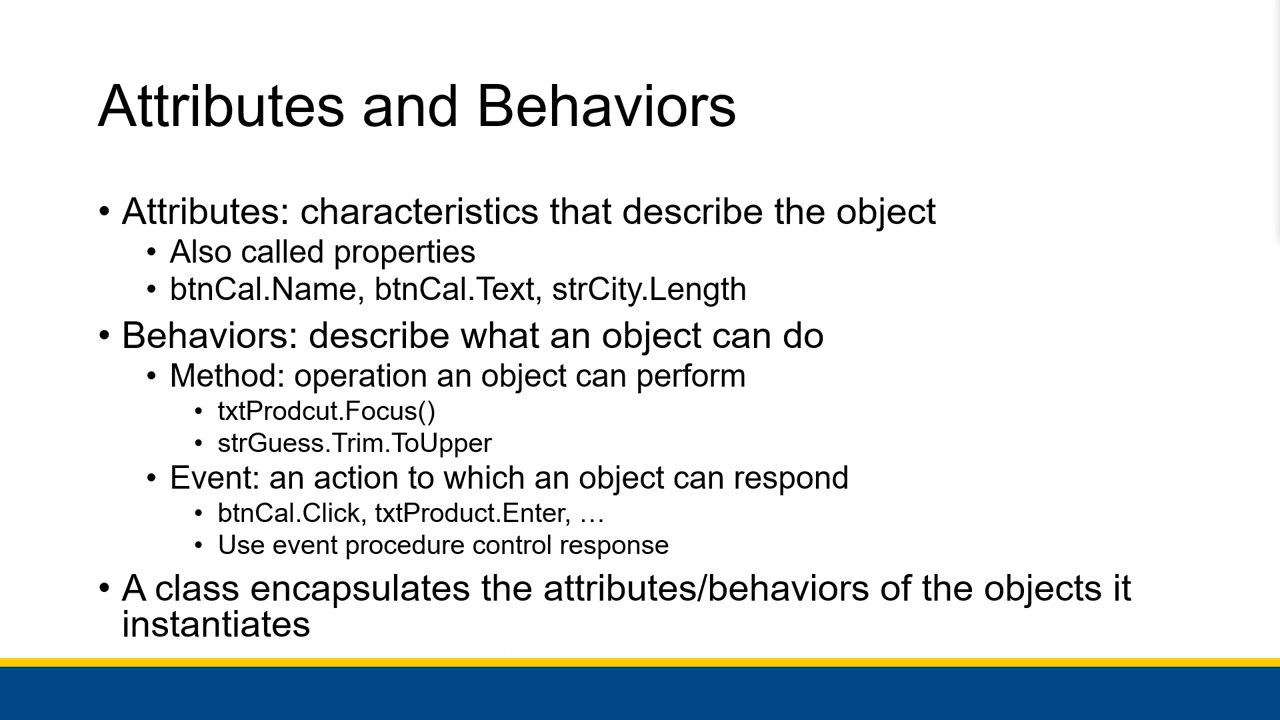 Attributes and Behaviors
• Attributes: characteristics that describe the object
• Also called properties
• btnCal.Name, btnCal.Text, strCity.Length
• Behaviors: describe what an object can do
• Method: operation an object can perform
• txtProdcut.Focus()
• strGuess.Trim.ToUpper
• Event: an action to which an object can respond
• btnCal.Click, txtProduct.Enter, …
• Use event procedure control response
• A class encapsulates the attributes/behaviors of the objects it
instantiates